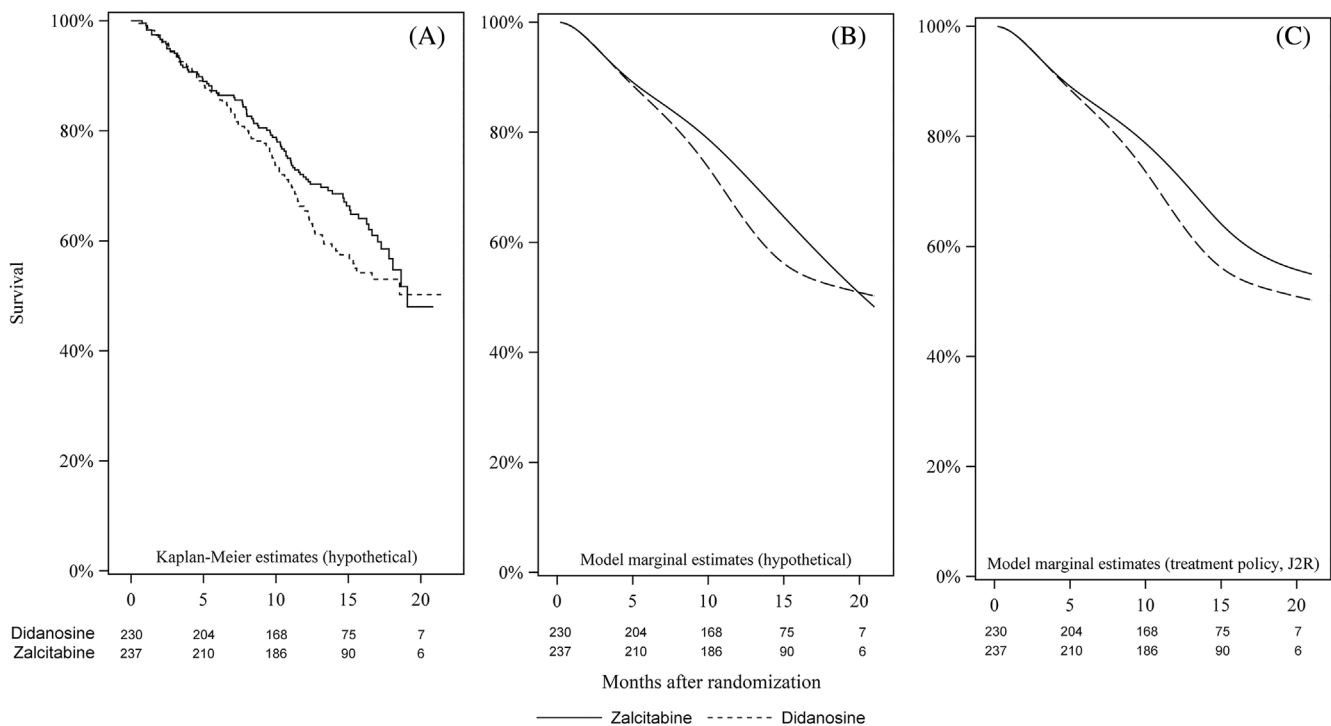 100%
80%
60%
40%
20%
0%
Survival
(A)
Kaplan-Meier estimates (hypothetical)
0 5 10 15 20
100%
80%
60%
40%
20%
0%
(B)
Model marginal estimates (hypothetical)
0 5 10 15 20
100%
80%
60%
40%
20%
0%
(C)
Model marginal estimates (treatment policy, J2R)
0 5 10 15 20
Didanosine 230 204 168 75 7
Zalcitabine 237 210 186 90 6
230 204 168 75 7
237 210 186 90 6
230 204 168 75 7
237 210 186 90 6
Months after randomization
Zalcitabine Didanosine